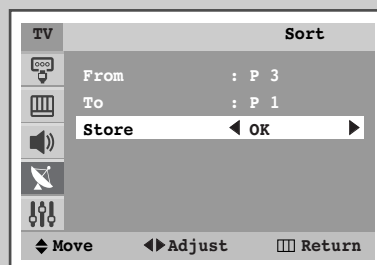 TV Sort
From : P 3
To : P 1
Store OK
Move Adjust Return